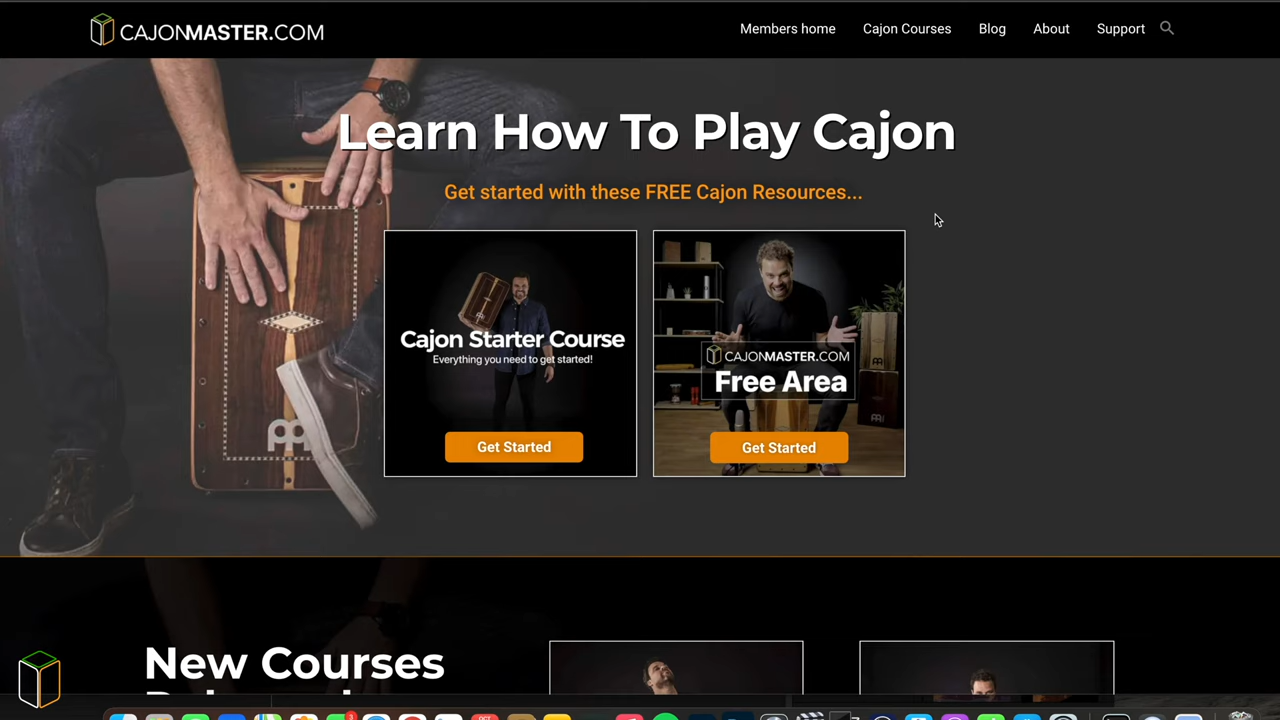 CAJONMASTER.COM
Members home
Cajon Courses
Blog
About
Support
Learn How To Play Cajon
Get started with these FREE Cajon Resources...
Cajon Starter Course
Everything you need to get started!
Get Started
CAJONMASTER.COM
Free Area
Get Started
New Courses